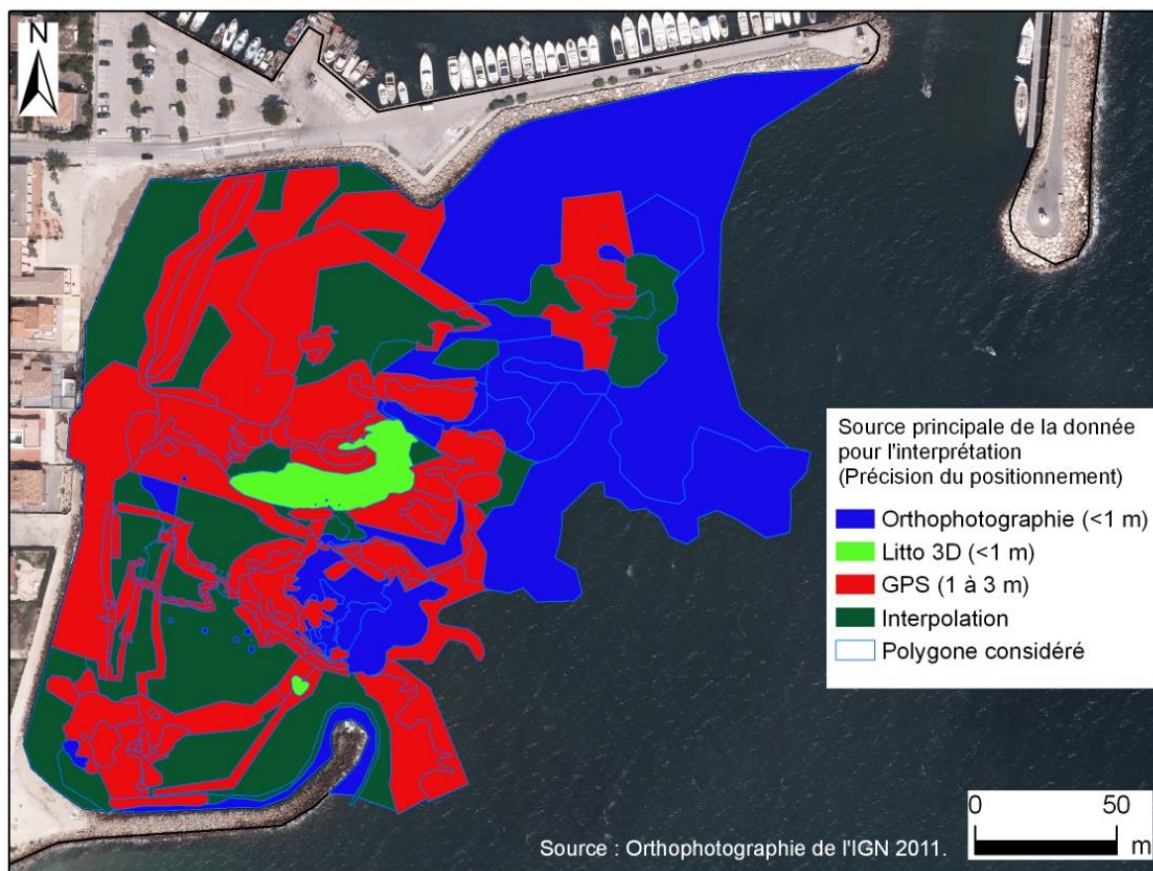 N
Source principale de la donnée
pour l'interprétation
(Précision du positionnement)
Orthophotographie (<1 m)
Litto 3D (<1 m)
GPS (1 à 3 m)
Interpolation
Polygone considéré
0 50
m
Source : Orthophotographie de l'IGN 2011.